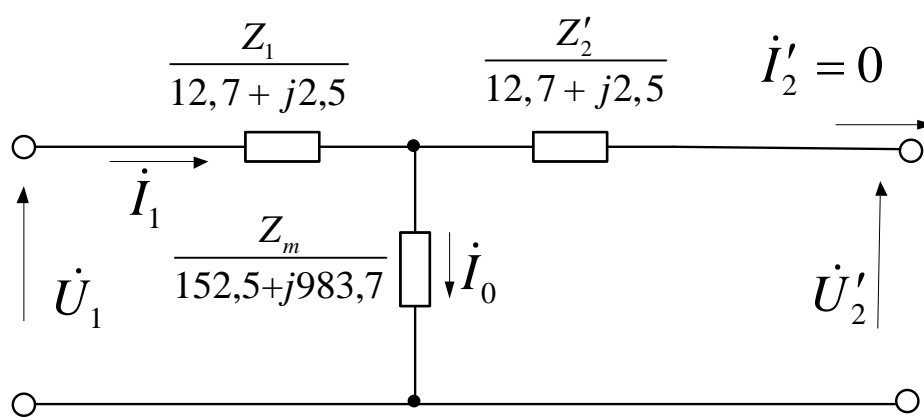 Z₁
12,7 + j2,5
Z′₂
12,7 + j2,5
İ′₂ = 0
İ₁
Zₘ
152,5+j983,7
İ₀
U̇₁
U̇′₂